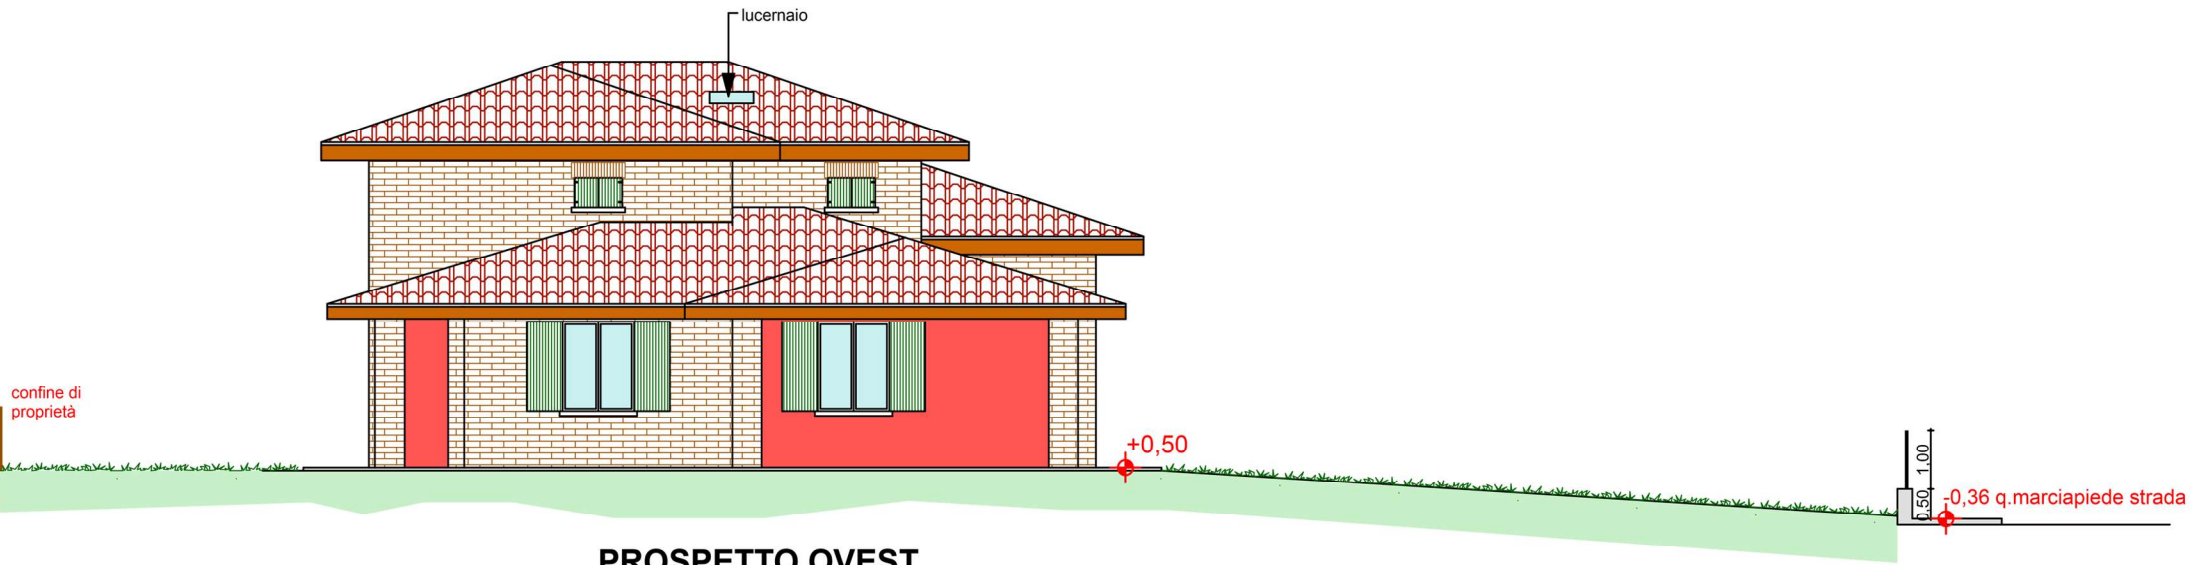 lucernaio
confine di
proprietà
+0,50
1,00
0,50
-0,36 q.marciapiede strada
PROSPETTO OVEST